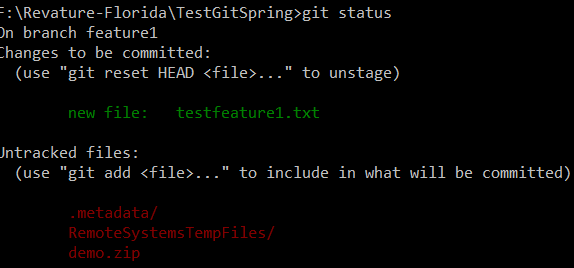 F:\Revature-Florida\TestGitSpring>git status
On branch feature1
Changes to be committed:
  (use "git reset HEAD <file>..." to unstage)
        new file:   testfeature1.txt
Untracked files:
  (use "git add <file>..." to include in what will be committed)
        .metadata/
        RemoteSystemsTempFiles/
        demo.zip